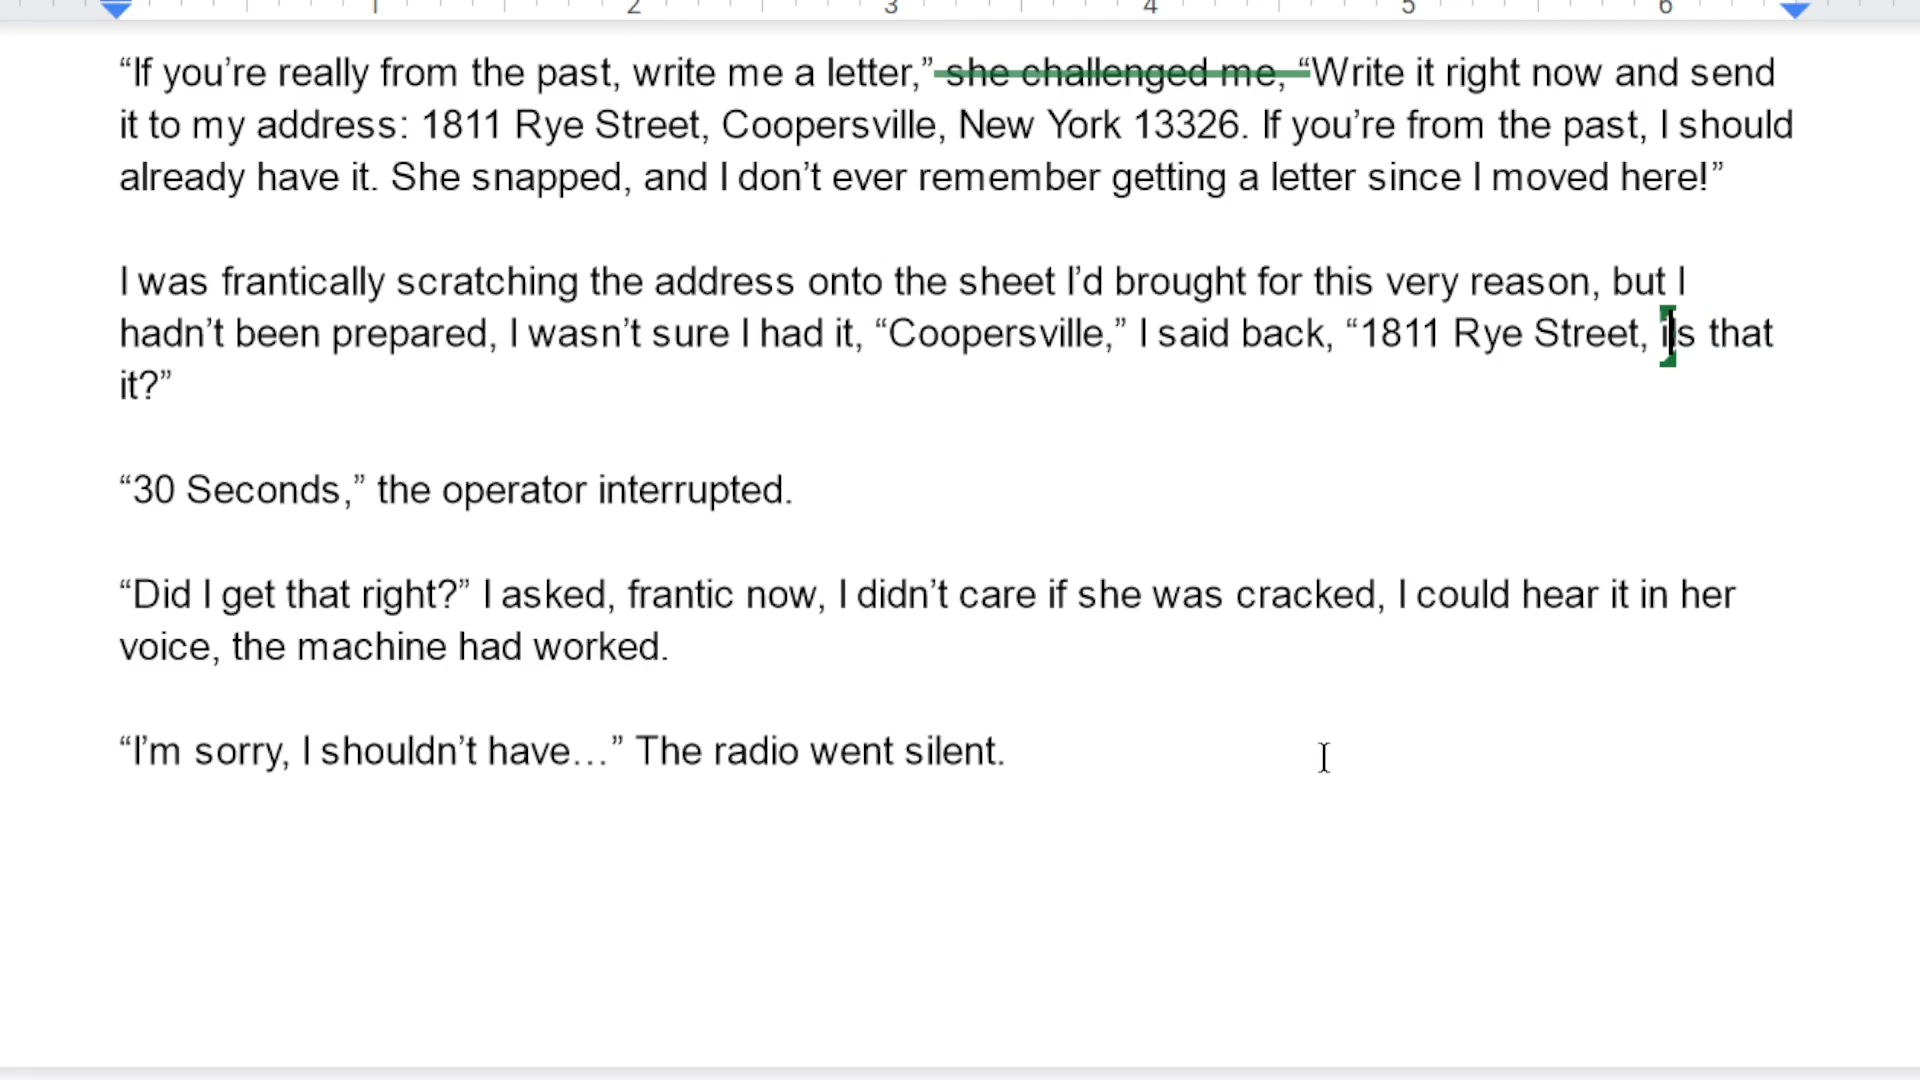 1 2 3 4 5 6
“If you’re really from the past, write me a letter,” she challenged me, “Write it right now and send
it to my address: 1811 Rye Street, Coopersville, New York 13326. If you’re from the past, I should
already have it. She snapped, and I don’t ever remember getting a letter since I moved here!”
I was frantically scratching the address onto the sheet I’d brought for this very reason, but I
hadn’t been prepared, I wasn’t sure I had it, “Coopersville,” I said back, “1811 Rye Street, is that
it?”
“30 Seconds,” the operator interrupted.
“Did I get that right?” I asked, frantic now, I didn’t care if she was cracked, I could hear it in her
voice, the machine had worked.
“I’m sorry, I shouldn’t have…” The radio went silent.